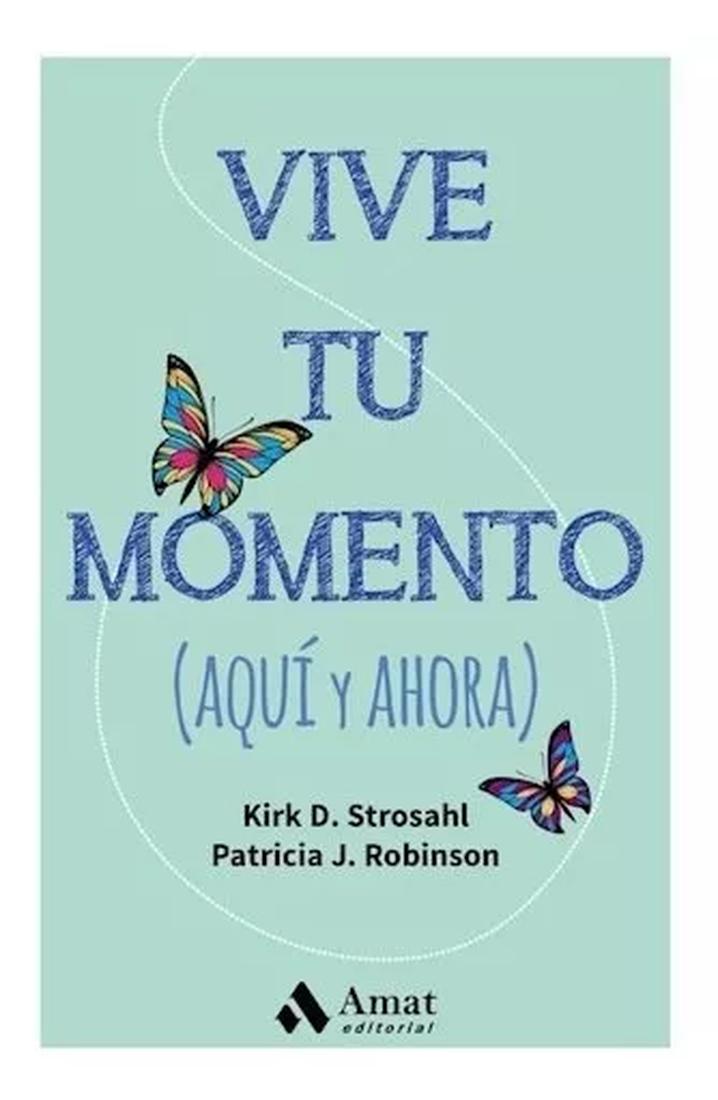 VIVE
TU
MOMENTO
(AQUÍ Y AHORA)
Kirk D. Strosahl
Patricia J. Robinson
Amat
editorial